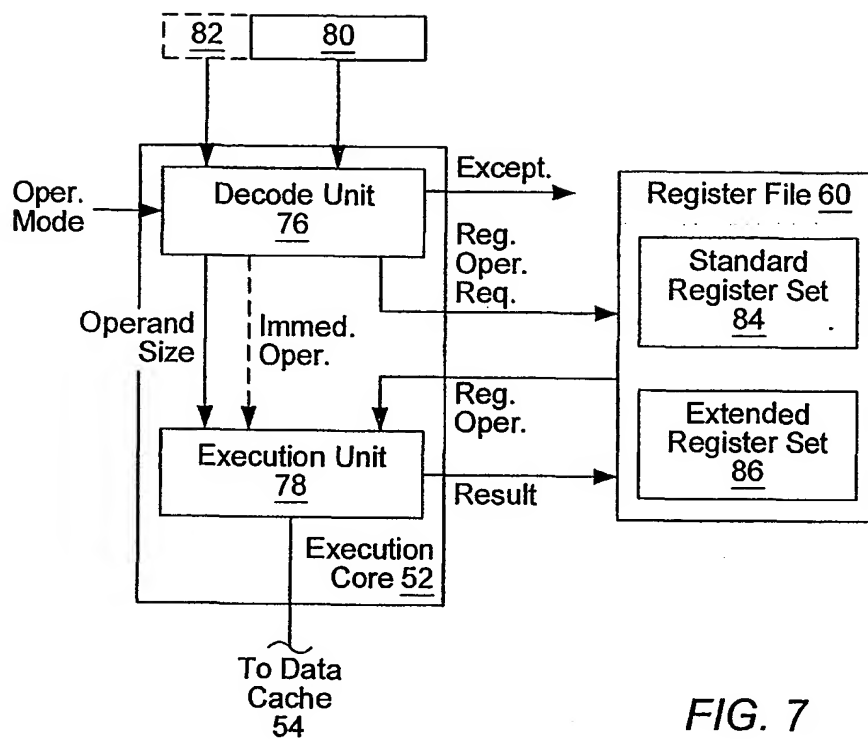 82
80
Decode Unit
76
Oper.
Mode
Except.
Reg.
Oper.
Req.
Register File 60
Standard
Register Set
84
Operand
Size
Immed.
Oper.
Reg.
Oper.
Extended
Register Set
86
Execution Unit
78
Result
Execution
Core 52
To Data
Cache
54
FIG. 7